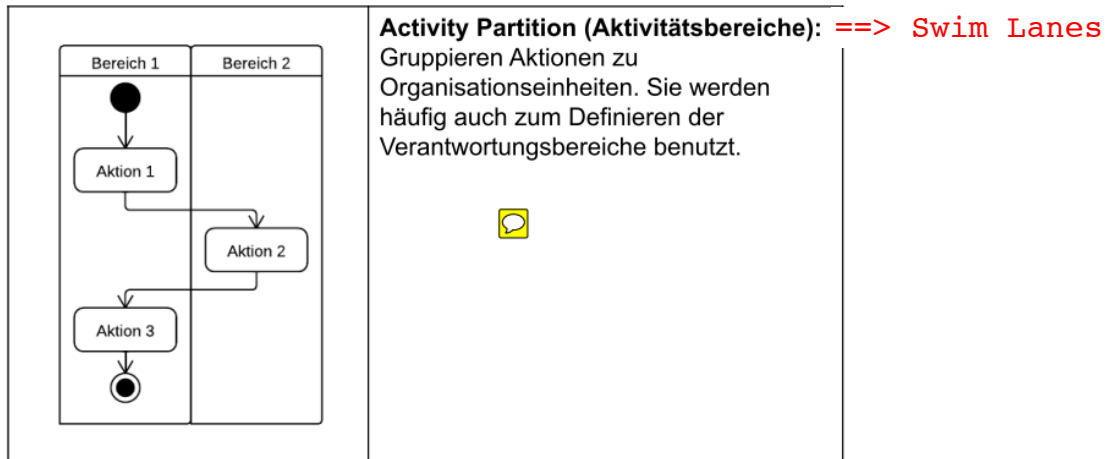 Bereich 1 Bereich 2
Aktion 1
Aktion 2
Aktion 3
Activity Partition (Aktivitätsbereiche): ==> Swim Lanes
Gruppieren Aktionen zu
Organisationseinheiten. Sie werden
häufig auch zum Definieren der
Verantwortungsbereiche benutzt.